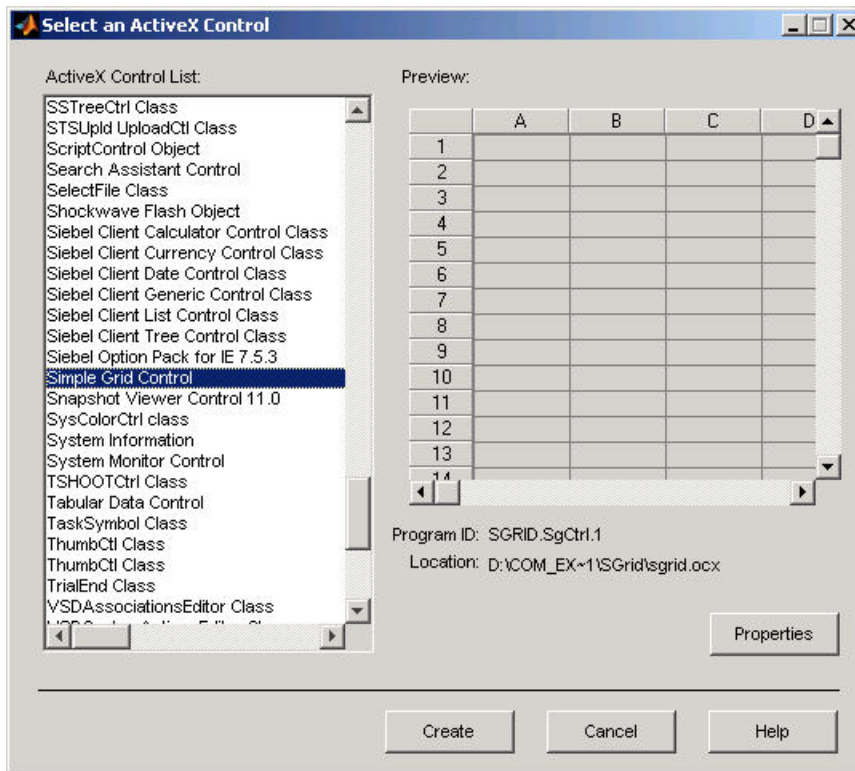 Select an ActiveX Control
ActiveX Control List:
SSTreeCtrl Class
STSUpld UploadCtl Class
ScriptControl Object
Search Assistant Control
SelectFile Class
Shockwave Flash Object
Siebel Client Calculator Control Class
Siebel Client Currency Control Class
Siebel Client Date Control Class
Siebel Client Generic Control Class
Siebel Client List Control Class
Siebel Client Tree Control Class
Siebel Option Pack for IE 7.5.3
Simple Grid Control
Snapshot Viewer Control 11.0
SysColorCtrl class
System Information
System Monitor Control
TSHOOTCtrl Class
Tabular Data Control
TaskSymbol Class
ThumbCtl Class
ThumbCtl Class
TrialEnd Class
VSDAssociationsEditor Class
Preview:
A B C D
1
2
3
4
5
6
7
8
9
10
11
12
13
14
Program ID: SGRID.SgCtrl.1
Location: D:\COM_EX~1\SGrid\sgrid.ocx
Properties
Create Cancel Help